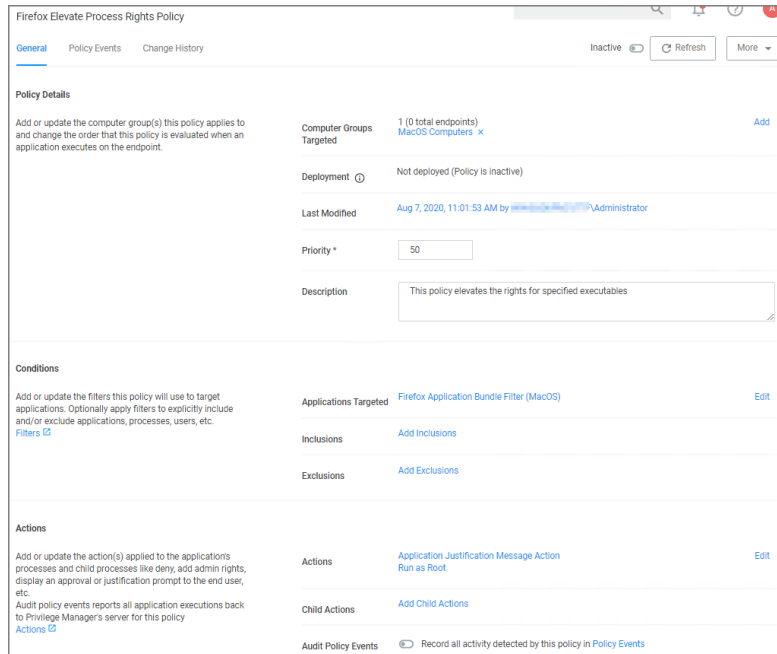 Firefox Elevate Process Rights Policy
A
General
Policy Events
Change History
Inactive
Refresh
More
Policy Details
Add or update the computer group(s) this policy applies to
and change the order that this policy is evaluated when an
application executes on the endpoint.
Computer Groups
Targeted
1 (0 total endpoints)
MacOS Computers ×
Add
Deployment
Not deployed (Policy is inactive)
Last Modified
Aug 7, 2020, 11:01:53 AM by \Administrator
Priority *
50
Description
This policy elevates the rights for specified executables
Conditions
Add or update the filters this policy will use to target
applications. Optionally apply filters to explicitly include
and/or exclude applications, processes, users, etc.
Filters
Applications Targeted
Firefox Application Bundle Filter (MacOS)
Edit
Inclusions
Add Inclusions
Exclusions
Add Exclusions
Actions
Add or update the action(s) applied to the application's
processes and child processes like deny, add admin rights,
display an approval or justification prompt to the end user,
etc.
Audit policy events reports all application executions back
to Privilege Manager's server for this policy
Actions
Actions
Application Justification Message Action
Run as Root
Edit
Child Actions
Add Child Actions
Audit Policy Events
Record all activity detected by this policy in Policy Events